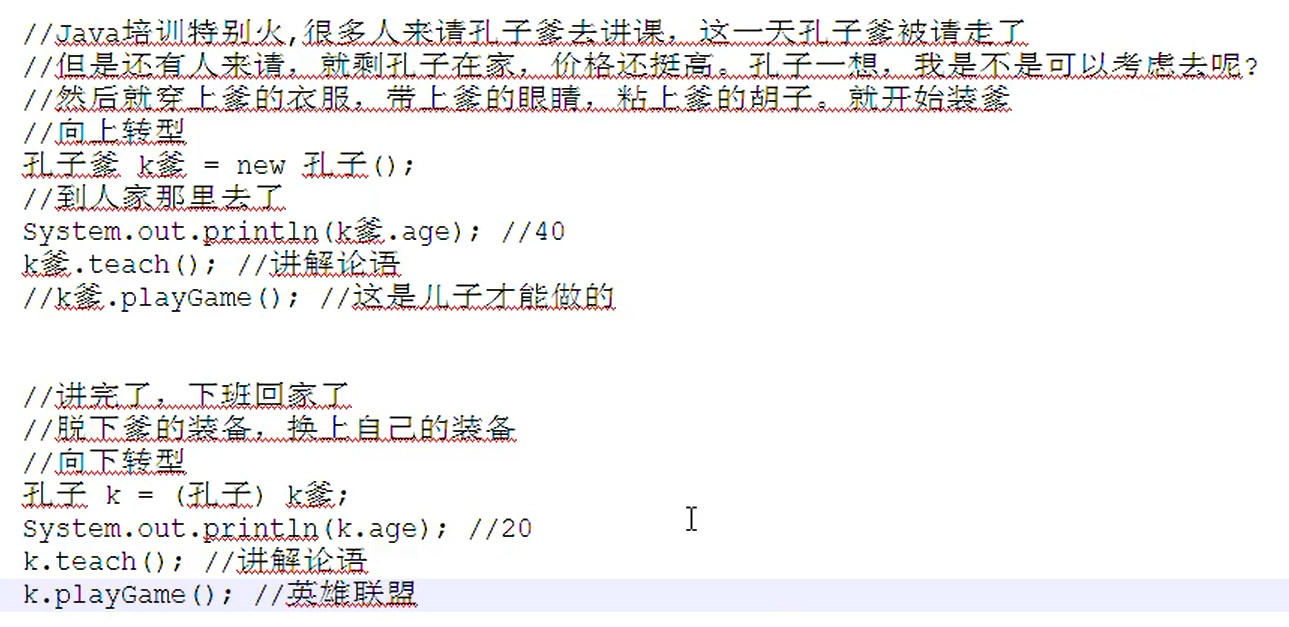 //Java培训特别火,很多人来请孔子爹去讲课，这一天孔子爹被请走了
//但是还有人来请，就剩孔子在家，价格还挺高。孔子一想，我是不是可以考虑去呢?
//然后就穿上爹的衣服，带上爹的眼睛，粘上爹的胡子。就开始装爹
//向上转型
孔子爹 k爹 = new 孔子();
//到人家那里去了
System.out.println(k爹.age); //40
k爹.teach(); //讲解论语
//k爹.playGame(); //这是儿子才能做的
//讲完了，下班回家了
//脱下爹的装备，换上自己的装备
//向下转型
孔子 k = (孔子) k爹;
System.out.println(k.age); //20
k.teach(); //讲解论语
k.playGame(); //英雄联盟